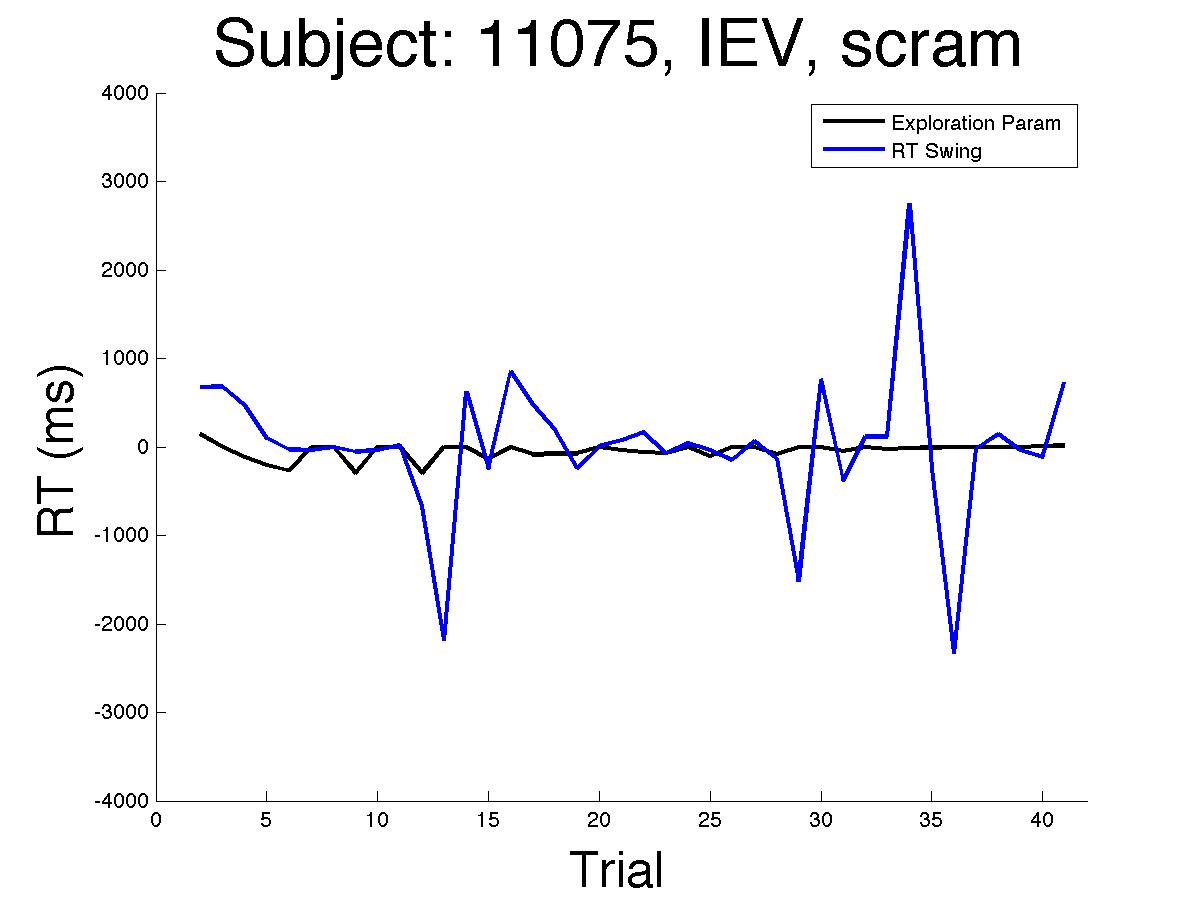 Subject: 11075, IEV, scram
Exploration Param
RT Swing
4000
3000
2000
1000
0
-1000
-2000
-3000
-4000
RT (ms)
0 5 10 15 20 25 30 35 40
Trial